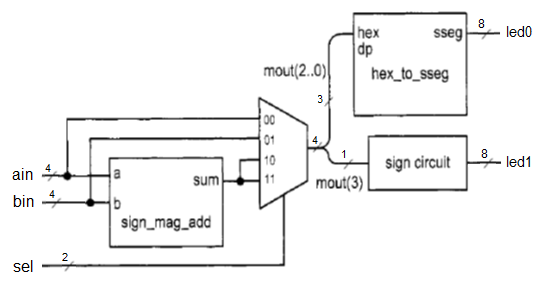 8
hex
sseg
led0
dp
mout(2..0)
hex_to_sseg
3
00
01
4
1
8
10
sign circuit
led1
ain
4
a
11
mout(3)
sum
bin
4
b
sign_mag_add
sel
2